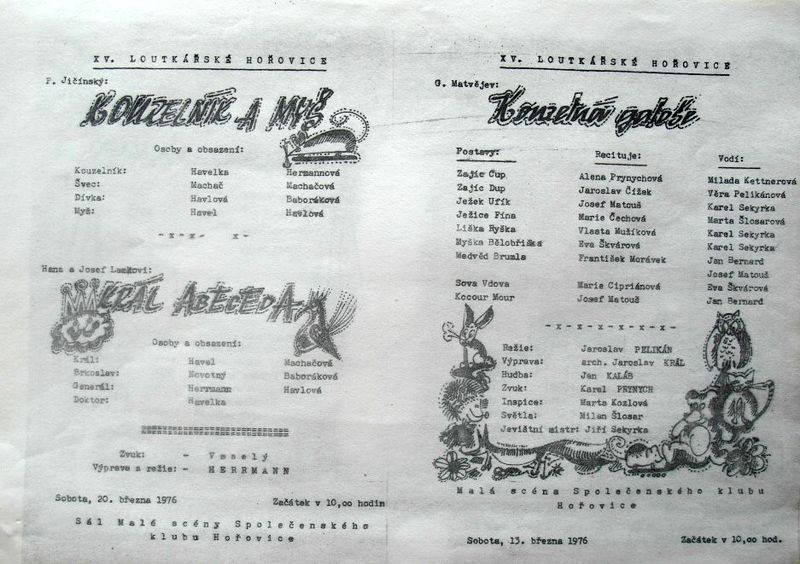 XV. LOUTKÁŘSKÉ HOŘOVICE
P. Jičínský:
KOUZELNÍK A MYŠ
Osoby a obsazení:
Kouzelník: Havelka Hermannová
Švec: Machač Machačová
Dívka: Havlová Baboráková
Myš: Havel Havlová
-x-x- x-
Hana a Josef Lamkovi:
KRÁL ABECEDA
Osoby a obsazení:
Král: Havel Machačová
Brkoslav: Novotný Baboráková
Generál: Herrmann Havlová
Doktor: Havelka
Zvuk: - Veselý
Výprava a režie: - HERRMANN
Sobota, 20. března 1976 Začátek v 10,oo hodin
Sál Malé scény Společenského
klubu Hořovice
XV. LOUTKÁŘSKÉ HOŘOVICE
G. Matvějev:
Kouzelná galoše
Postavy: Recituje: Vodí:
Zajíc Čup Alena Prynychová Milada Kettnerová
Zajíc Dup Jaroslav Čížek Věra Pelikánová
Ježek Ufík Josef Matouš Karel Sekyrka
Ježice Fína Marie Čechová Marta Šlosarová
Liška Ryška Vlasta Mužíková Karel Sekyrka
Myška Bělobříška Eva Škvárová Karel Sekyrka
Medvěd Brumla František Morávek Jan Bernard
Josef Matouš
Sova Vdova Marie Cipriánová Eva Škvárová
Kocour Mour Josef Matouš Jan Bernard
-x-x-x-x-x-x-
Režie: Jaroslav PELIKÁN
Výprava: arch. Jaroslav KRÁL
Hudba: Jan KALÁB
Zvuk: Karel PRYNYCH
Inspice: Marta Kozlová
Světla: Milan Šlosar
Jevištní mistr: Jiří Sekyrka
Malá scéna Společenského klubu
Hořovice
Sobota, 13. března 1976 Začátek v 10,oo hod.